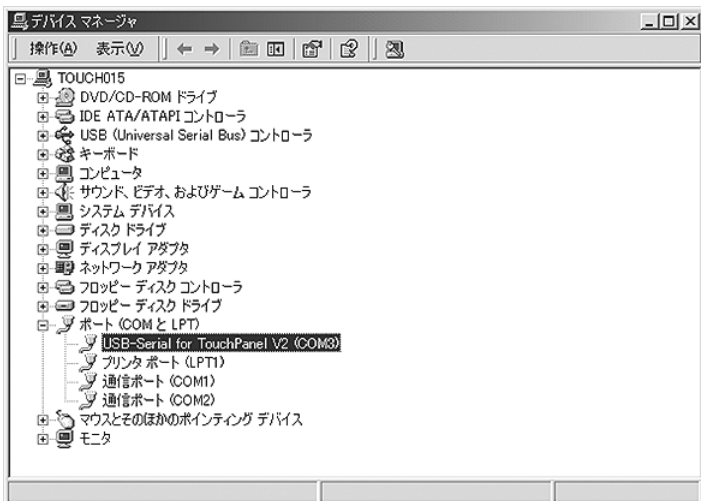 デバイス マネージャ
操作(A) 表示(V)
TOUCH015
DVD/CD-ROM ドライブ
IDE ATA/ATAPI コントローラ
USB (Universal Serial Bus) コントローラ
キーボード
コンピュータ
サウンド、ビデオ、およびゲーム コントローラ
システム デバイス
ディスク ドライブ
ディスプレイ アダプタ
ネットワーク アダプタ
フロッピー ディスク コントローラ
フロッピー ディスク ドライブ
ポート (COM と LPT)
USB-Serial for TouchPanel V2 (COM3)
プリンタ ポート (LPT1)
通信ポート (COM1)
通信ポート (COM2)
マウスとそのほかのポインティング デバイス
モニタ